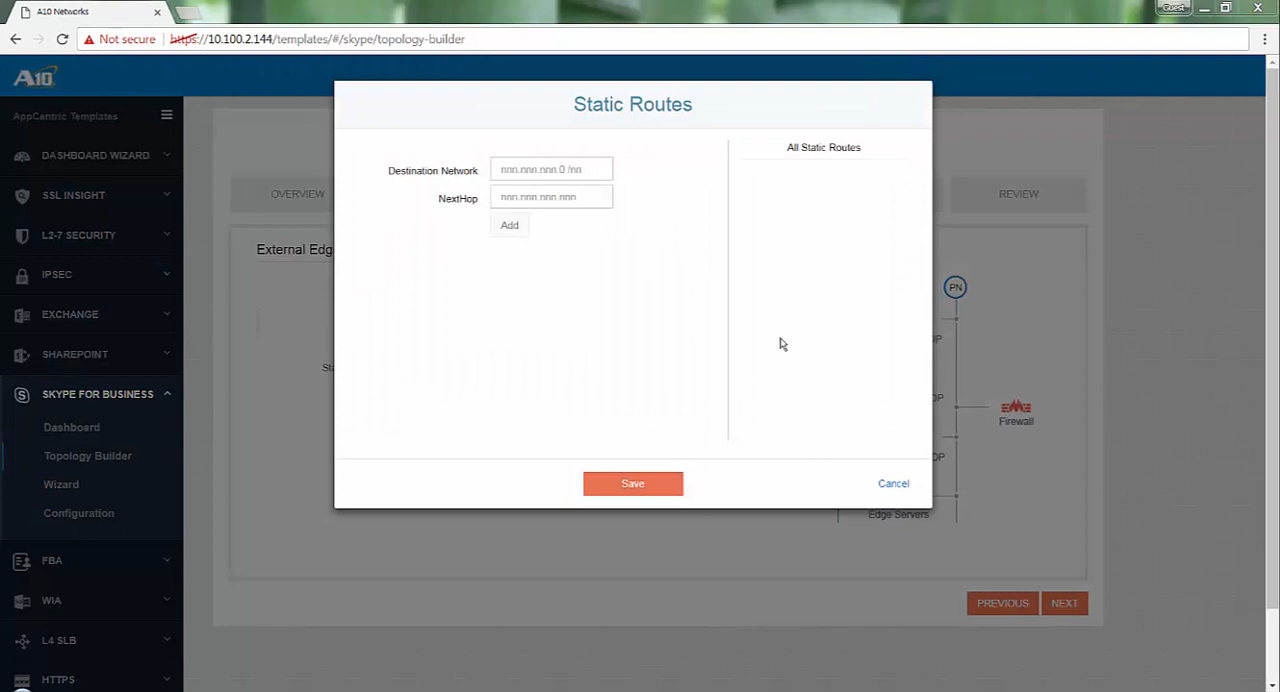 A10 Networks
Guest
Not secure
https://10.100.2.144/templates/#/skype/topology-builder
A10
AppCentric Templates
DASHBOARD WIZARD
SSL INSIGHT
L2-7 SECURITY
IPSEC
EXCHANGE
SHAREPOINT
SKYPE FOR BUSINESS
Dashboard
Topology Builder
Wizard
Configuration
FBA
WIA
L4 SLB
HTTPS
OVERVIEW
REVIEW
External Edg
Sta
Static Routes
Destination Network
nnn.nnn.nnn.0 /nn
NextHop
nnn.nnn.nnn.nnn
Add
All Static Routes
Save
Cancel
PN
Firewall
Edge Servers
PREVIOUS
NEXT